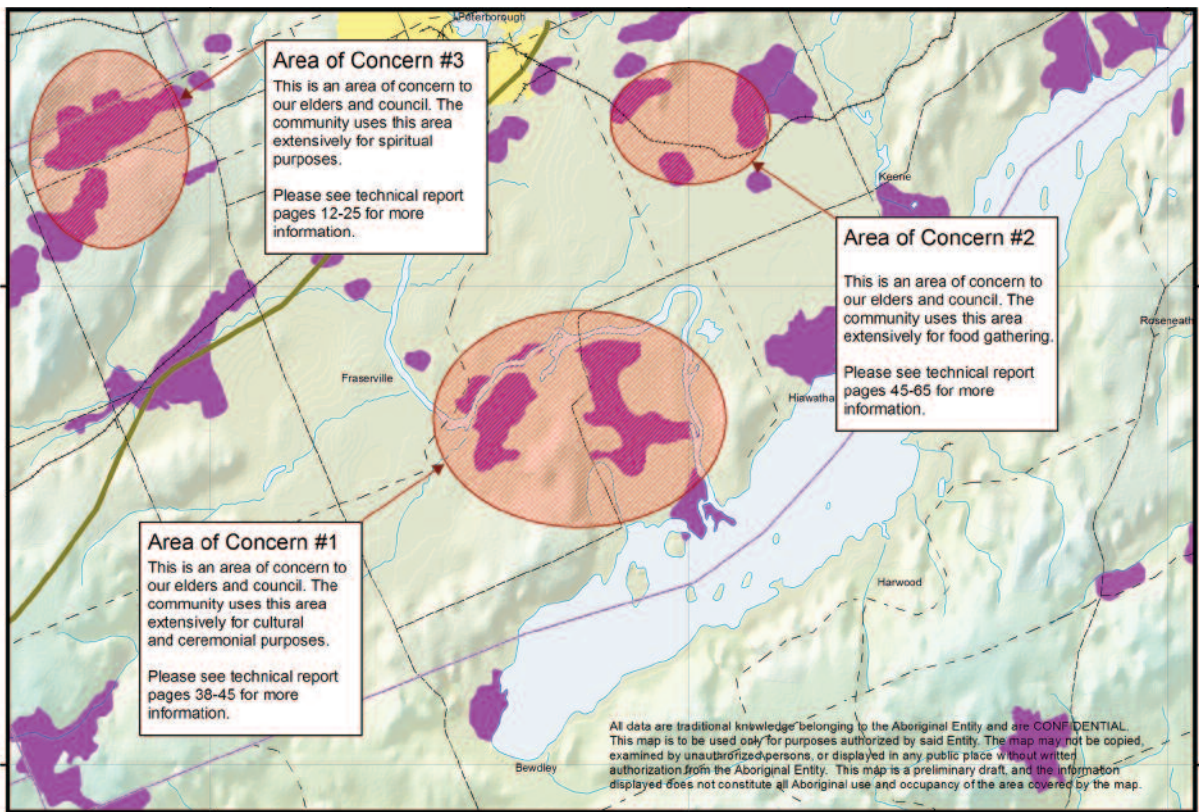 Peterborough
Area of Concern #3
This is an area of concern to
our elders and council. The
community uses this area
extensively for spiritual
purposes.
Please see technical report
pages 12-25 for more
information.
Keene
Area of Concern #2
This is an area of concern to
our elders and council. The
community uses this area
extensively for food gathering.
Please see technical report
pages 45-65 for more
information.
Roseneath
Fraserville
Hiawatha
Area of Concern #1
This is an area of concern to
our elders and council. The
community uses this area
extensively for cultural
and ceremonial purposes.
Please see technical report
pages 38-45 for more
information.
Harwood
Bewdley
All data are traditional knowledge belonging to the Aboriginal Entity and are CONFIDENTIAL.
This map is to be used only for purposes authorized by said Entity. The map may not be copied,
examined by unauthorized persons, or displayed in any public place without written
authorization from the Aboriginal Entity. This map is a preliminary draft, and the information
displayed does not constitute all Aboriginal use and occupancy of the area covered by the map.